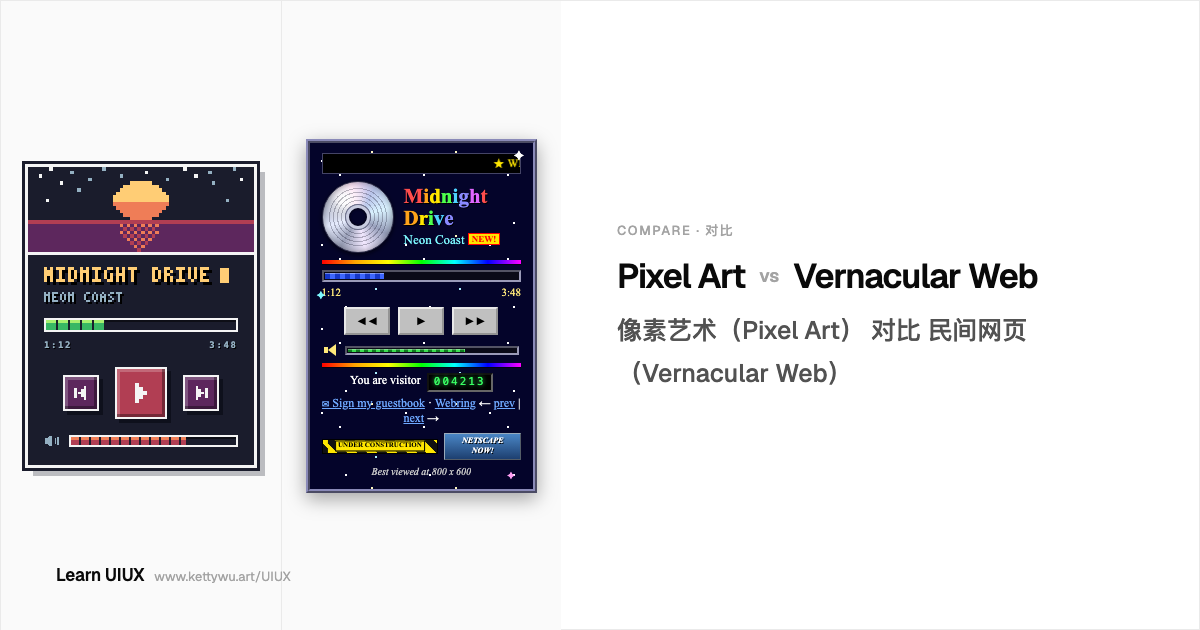 MIDNIGHT DRIVE
NEON COAST
1:12 3:48
★ W
Midnight
Drive
Neon Coast NEW!
1:12 3:48
You are visitor 004213
✉ Sign my guestbook · Webring ← prev |
next →
UNDER CONSTRUCTION
NETSCAPE
NOW!
Best viewed at 800 x 600
COMPARE · 对比
Pixel Art vs Vernacular Web
像素艺术（Pixel Art） 对比 民间网页
（Vernacular Web）
Learn UIUX www.kettywu.art/UIUX